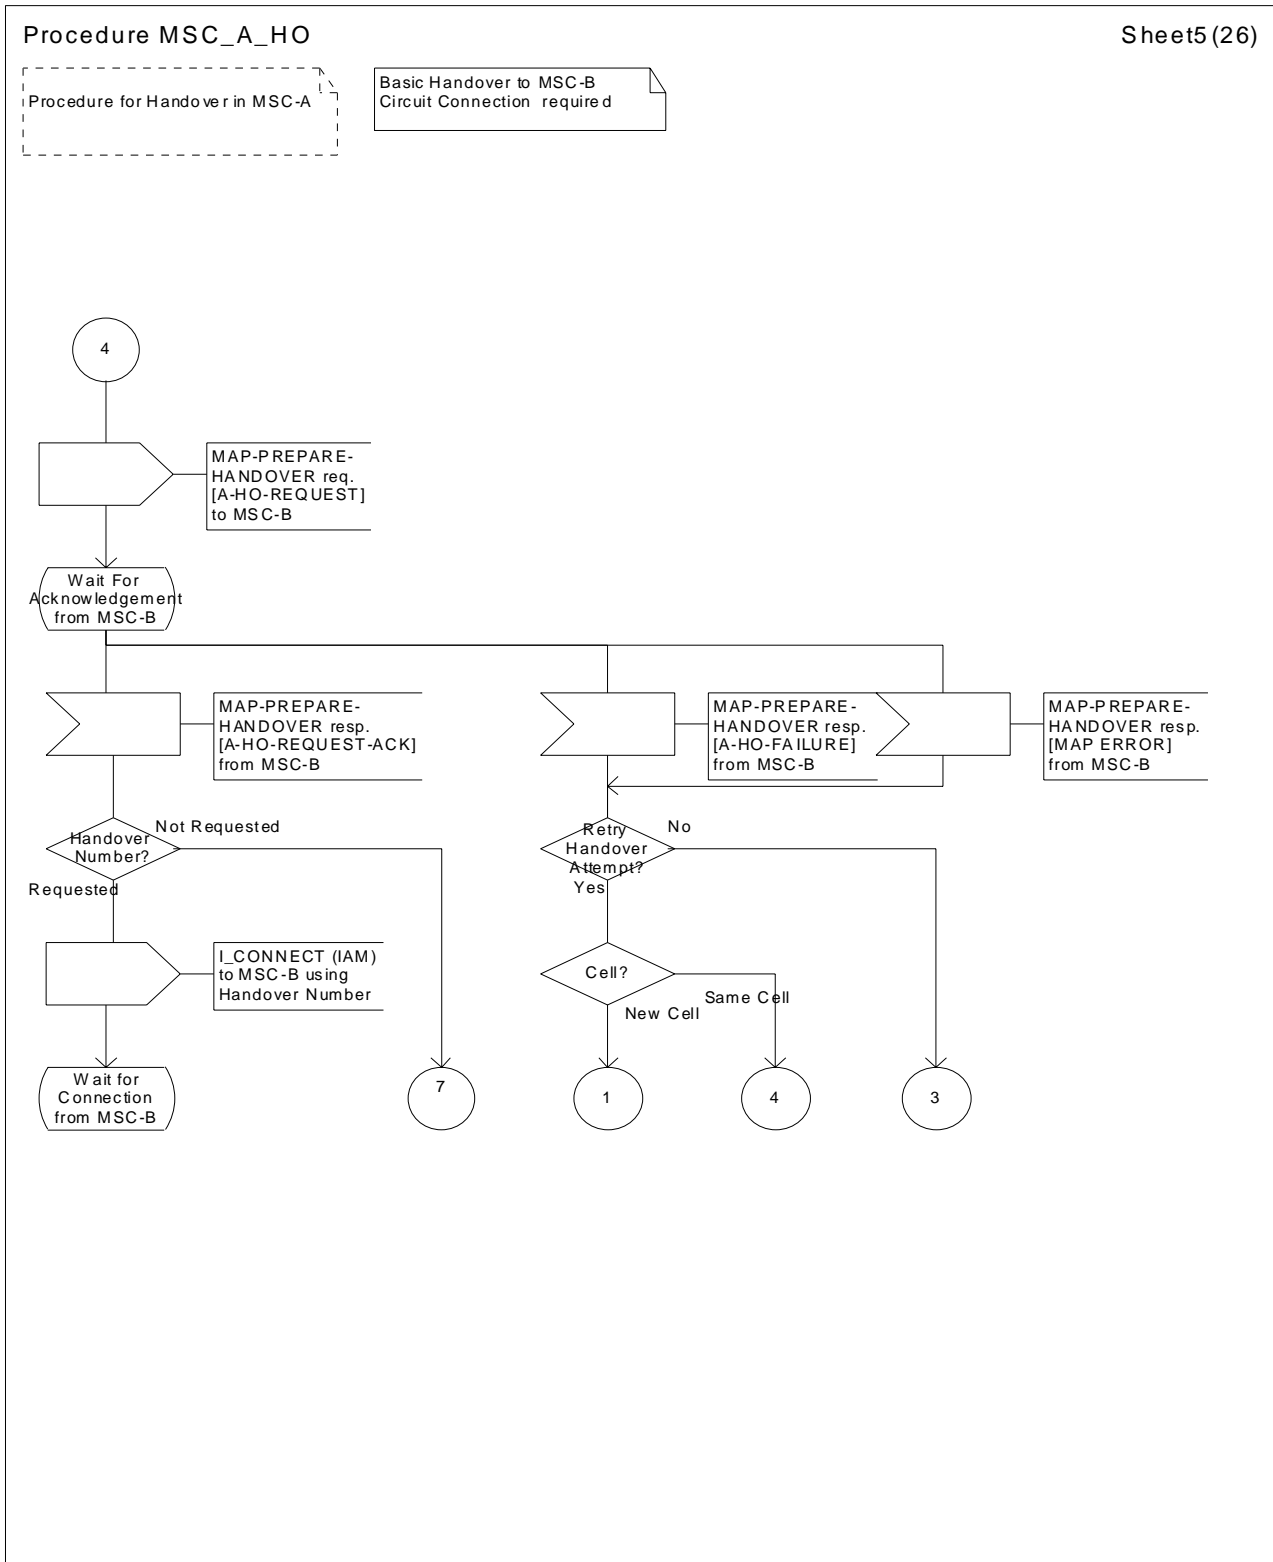 Procedure MSC_A_HO
Sheet5(26)
Procedure for Handover in MSC-A
Basic Handover to MSC-B
Circuit Connection required
4
MAP-PREPARE-
HANDOVER req.
[A-HO-REQUEST]
to MSC-B
Wait For
Acknowledgement
from MSC-B
MAP-PREPARE-
HANDOVER resp.
[A-HO-REQUEST-ACK]
from MSC-B
MAP-PREPARE-
HANDOVER resp.
[A-HO-FAILURE]
from MSC-B
MAP-PREPARE-
HANDOVER resp.
[MAP ERROR]
from MSC-B
Handover
Number?
Not Requested
Requested
Retry
Handover
Attempt?
No
Yes
I_CONNECT (IAM)
to MSC-B using
Handover Number
Cell?
Same Cell
New Cell
Wait for
Connection
from MSC-B
7
1
4
3